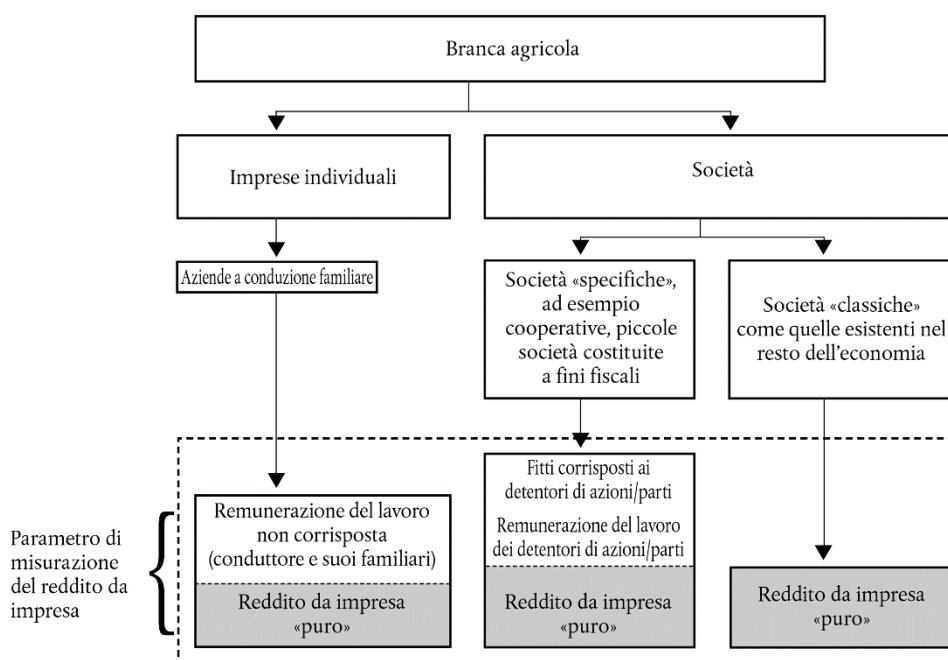 Branca agricola
Imprese individuali
Società
Aziende a conduzione familiare
Società «specifiche»,
ad esempio
cooperative, piccole
società costituite
a fini fiscali
Società «classiche»
come quelle esistenti nel
resto dell'economia
Parametro di
misurazione
del reddito da
impresa
Remunerazione del lavoro
non corrisposta
(conduttore e suoi familiari)
Reddito da impresa
«puro»
Fitti corrisposti ai
detentori di azioni/parti
Remunerazione del lavoro
dei detentori di azioni/parti
Reddito da impresa
«puro»
Reddito da impresa
«puro»